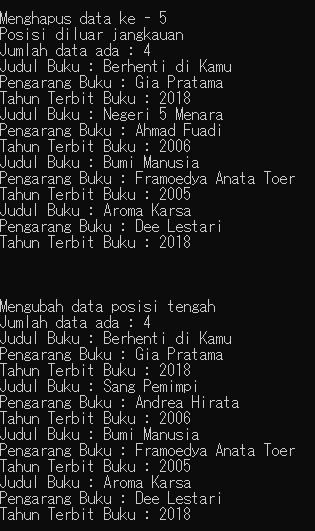 Menghapus data ke - 5
Posisi diluar jangkauan
Jumlah data ada : 4
Judul Buku : Berhenti di Kamu
Pengarang Buku : Gia Pratama
Tahun Terbit Buku : 2018
Judul Buku : Negeri 5 Menara
Pengarang Buku : Ahmad Fuadi
Tahun Terbit Buku : 2006
Judul Buku : Bumi Manusia
Pengarang Buku : Framoedya Anata Toer
Tahun Terbit Buku : 2005
Judul Buku : Aroma Karsa
Pengarang Buku : Dee Lestari
Tahun Terbit Buku : 2018
Mengubah data posisi tengah
Jumlah data ada : 4
Judul Buku : Berhenti di Kamu
Pengarang Buku : Gia Pratama
Tahun Terbit Buku : 2018
Judul Buku : Sang Pemimpi
Pengarang Buku : Andrea Hirata
Tahun Terbit Buku : 2006
Judul Buku : Bumi Manusia
Pengarang Buku : Framoedya Anata Toer
Tahun Terbit Buku : 2005
Judul Buku : Aroma Karsa
Pengarang Buku : Dee Lestari
Tahun Terbit Buku : 2018